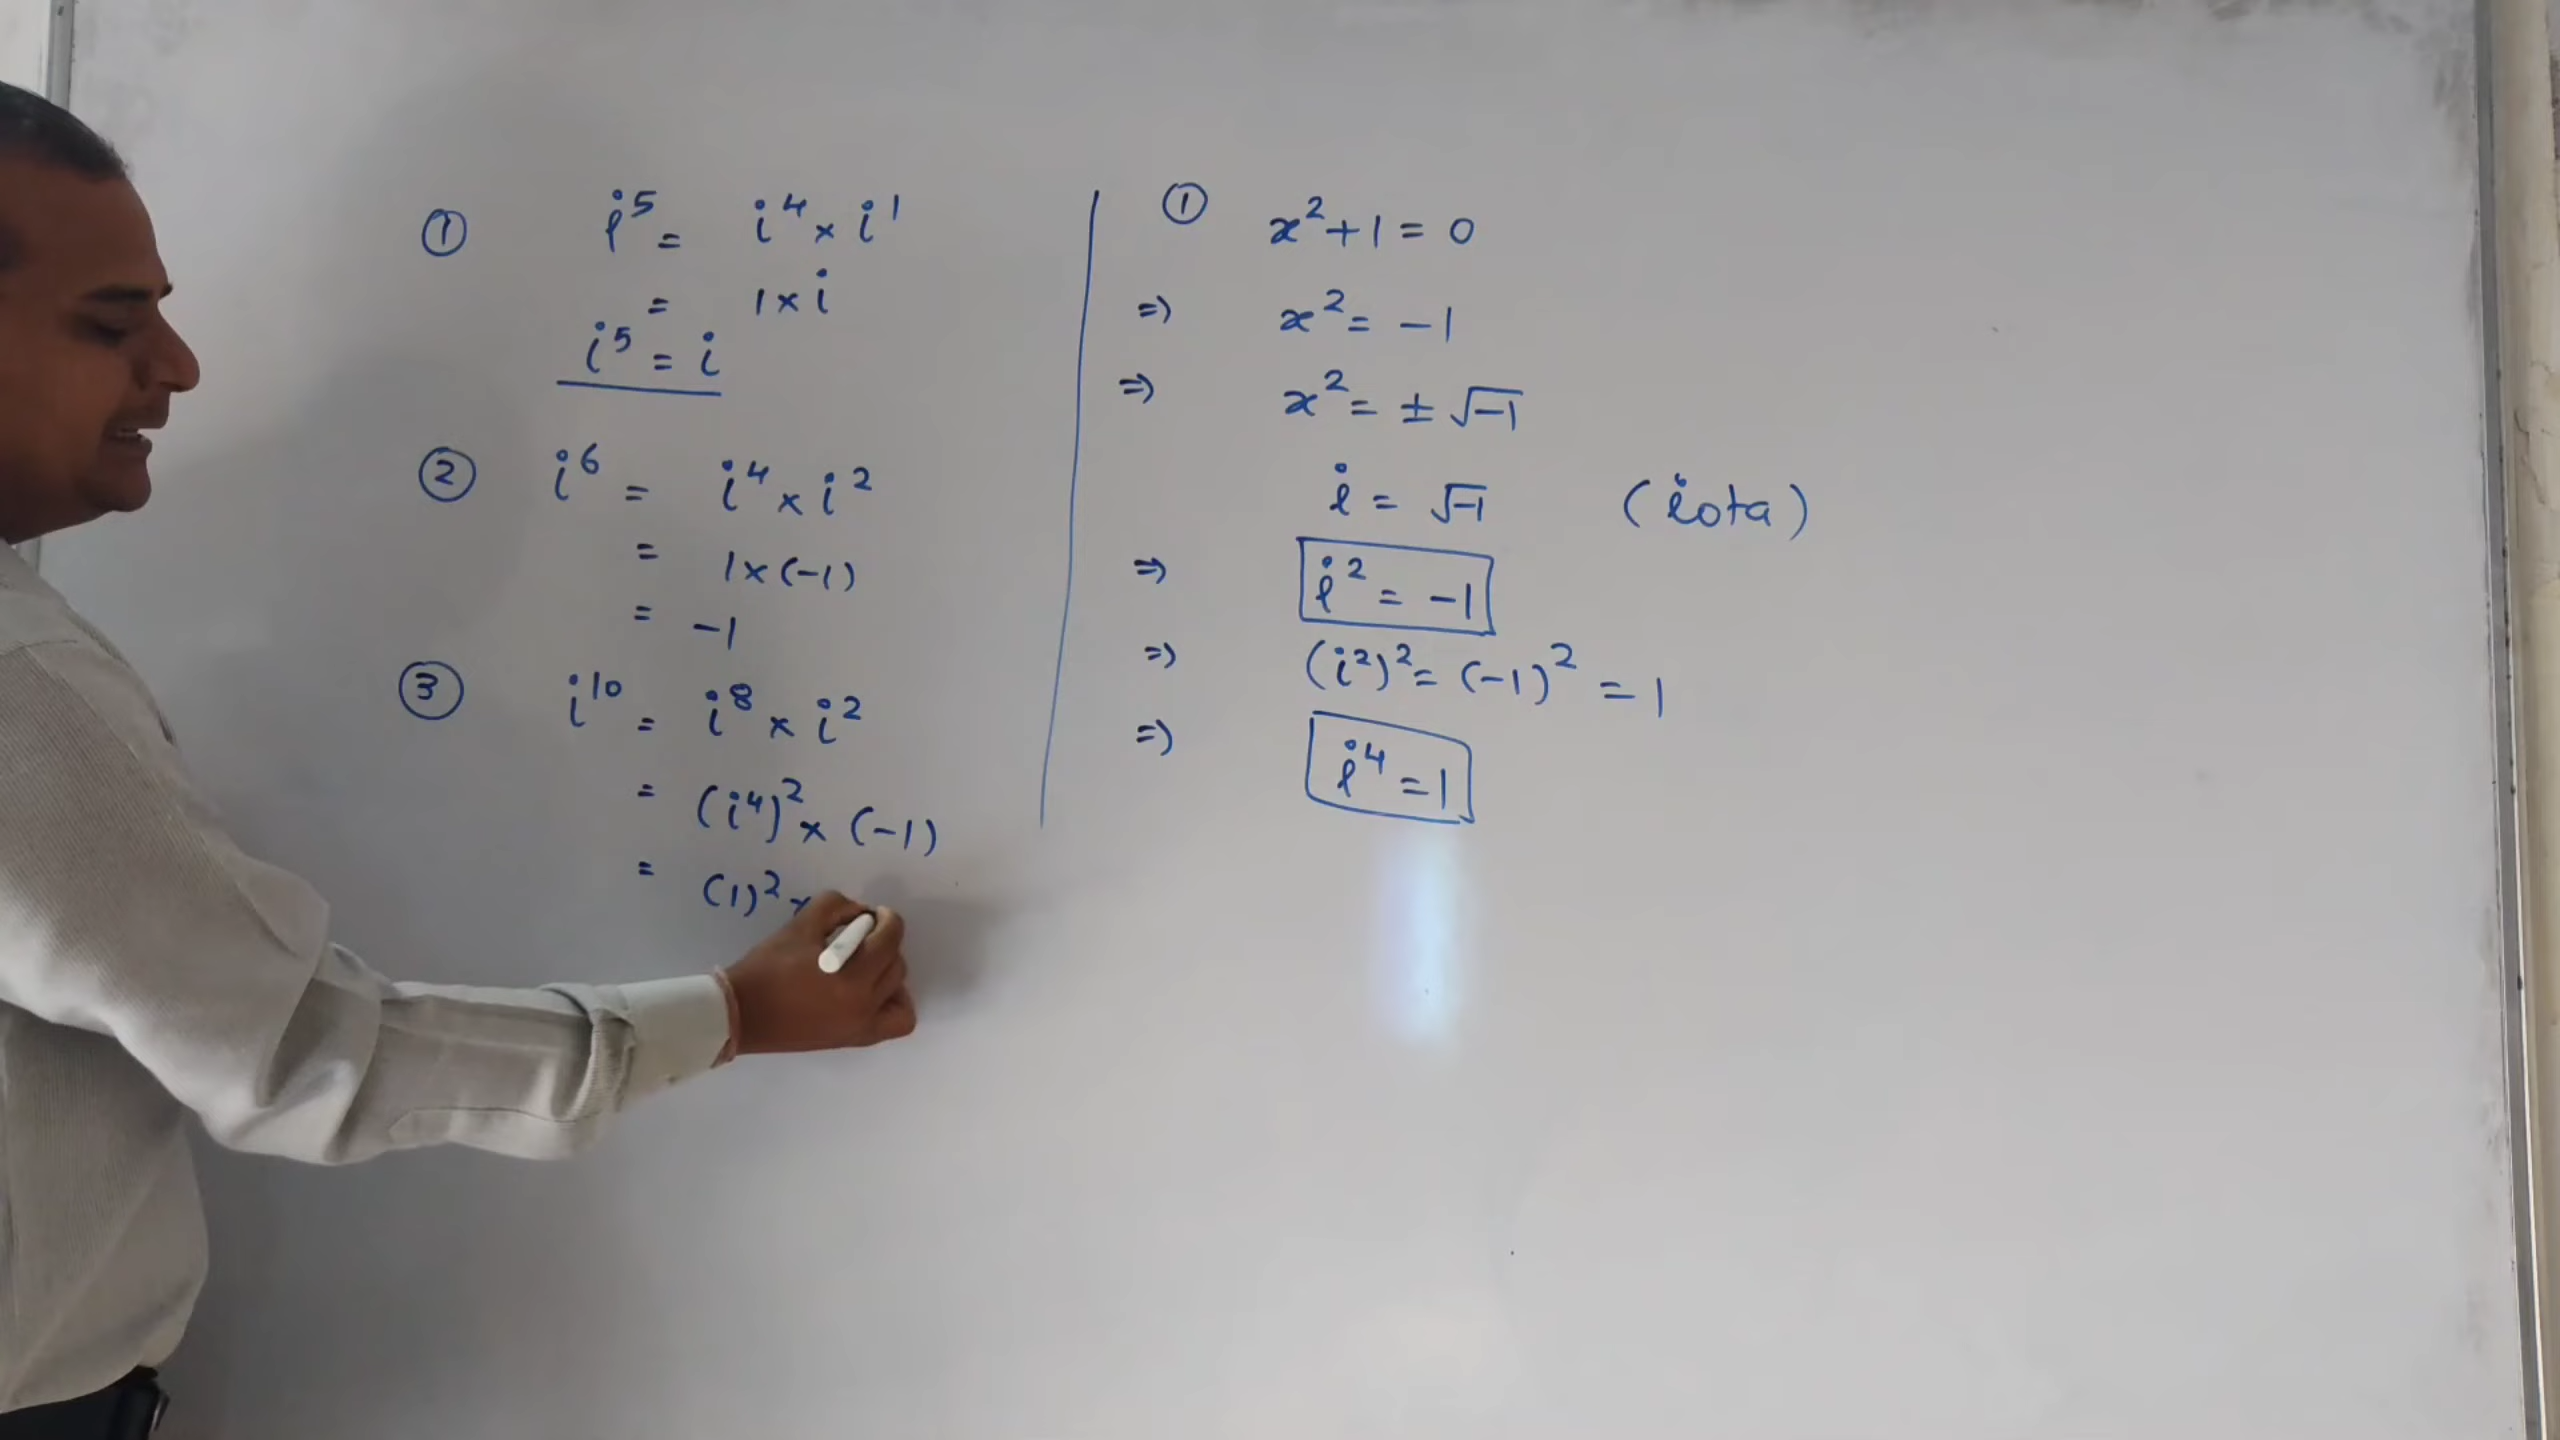 ① i⁵ = i⁴ × i¹
= 1 × i
i⁵ = i
② i⁶ = i⁴ × i²
= 1 × (-1)
= -1
③ i¹⁰ = i⁸ × i²
= (i⁴)² × (-1)
= (1)² ×
① x² + 1 = 0
⇒ x² = -1
⇒ x² = ± √-1
i = √-1 (iota)
⇒ i² = -1
⇒ (i²)² = (-1)² = 1
⇒ i⁴ = 1